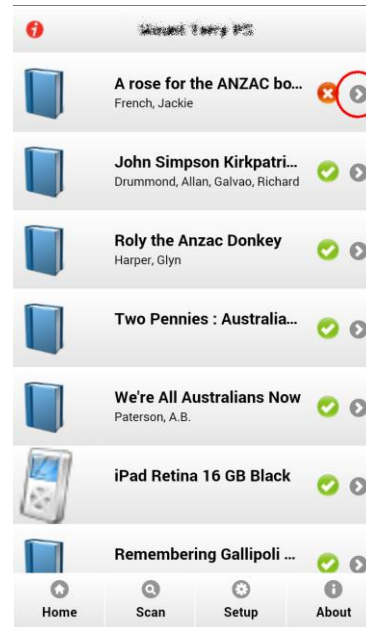 A rose for the ANZAC bo...
French, Jackie
John Simpson Kirkpatri...
Drummond, Allan, Galvao, Richard
Roly the Anzac Donkey
Harper, Glyn
Two Pennies : Australia...
We're All Australians Now
Paterson, A.B.
iPad Retina 16 GB Black
Remembering Gallipoli ...
Home Scan Setup About